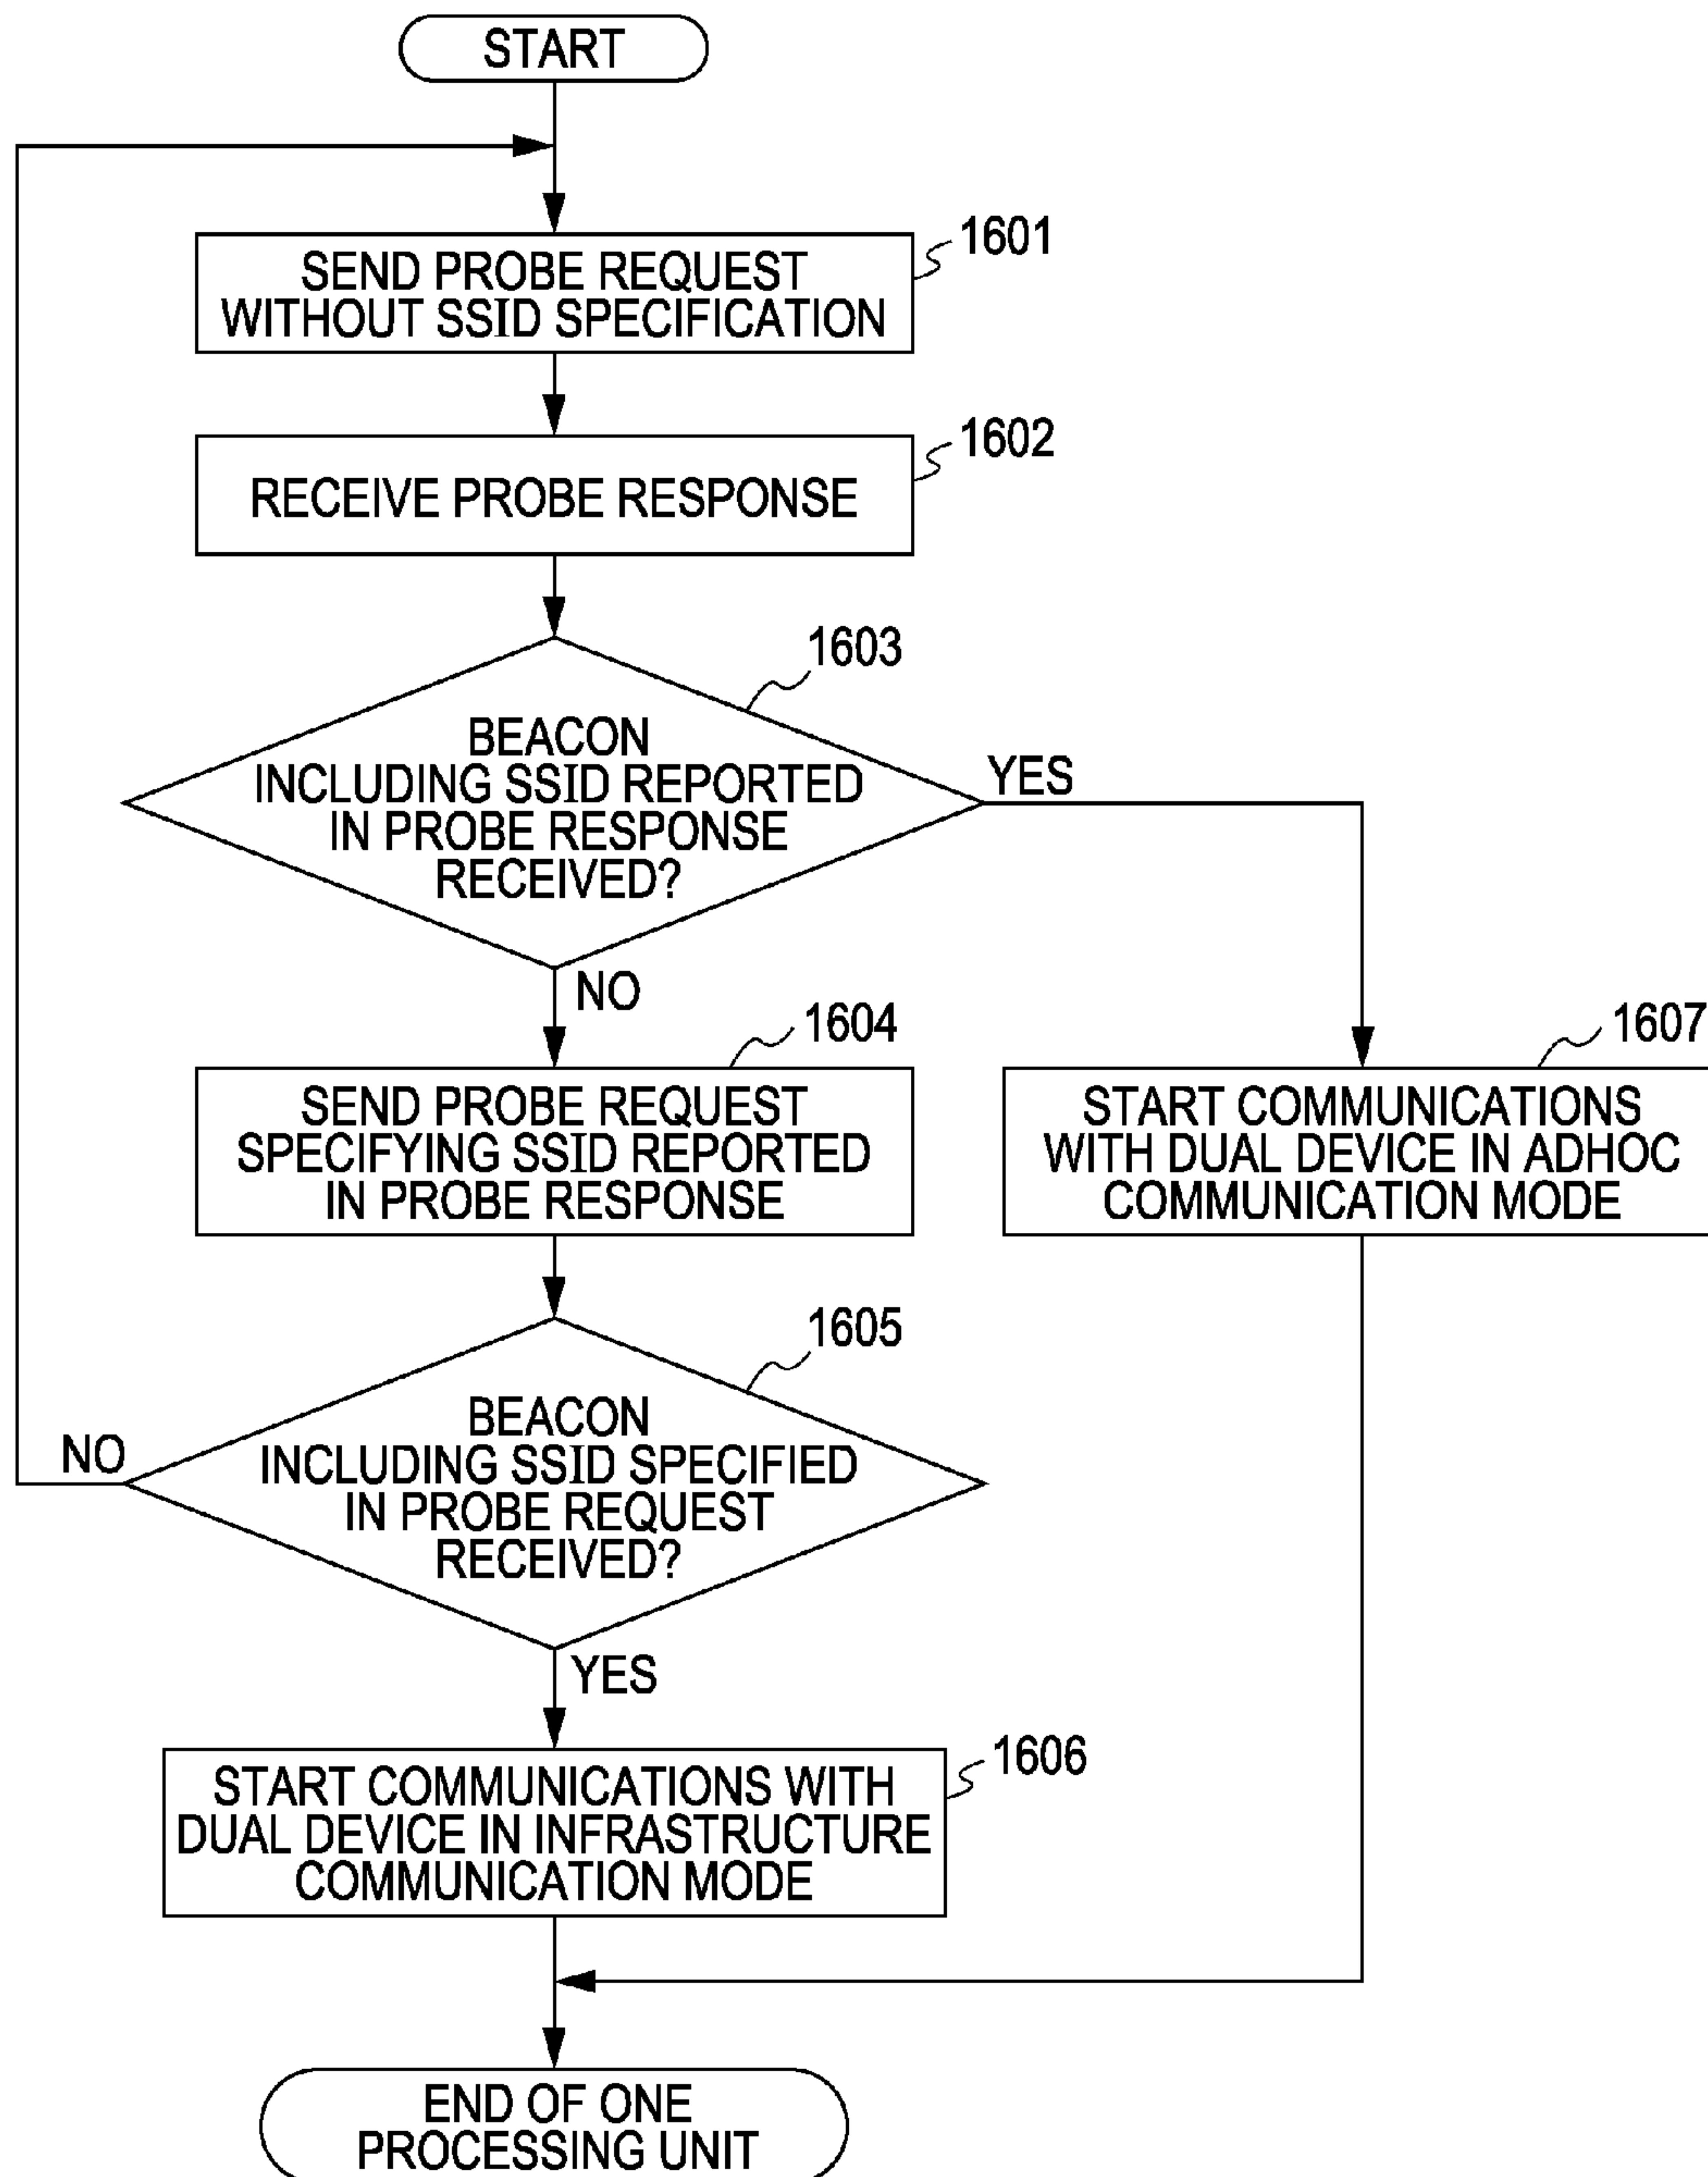 START
SEND PROBE REQUEST
WITHOUT SSID SPECIFICATION
1601
RECEIVE PROBE RESPONSE
1602
BEACON
INCLUDING SSID REPORTED
IN PROBE RESPONSE
RECEIVED?
1603
YES
NO
SEND PROBE REQUEST
SPECIFYING SSID REPORTED
IN PROBE RESPONSE
1604
START COMMUNICATIONS
WITH DUAL DEVICE IN ADHOC
COMMUNICATION MODE
1607
BEACON
INCLUDING SSID SPECIFIED
IN PROBE REQUEST
RECEIVED?
1605
NO
YES
START COMMUNICATIONS WITH
DUAL DEVICE IN INFRASTRUCTURE
COMMUNICATION MODE
1606
END OF ONE
PROCESSING UNIT